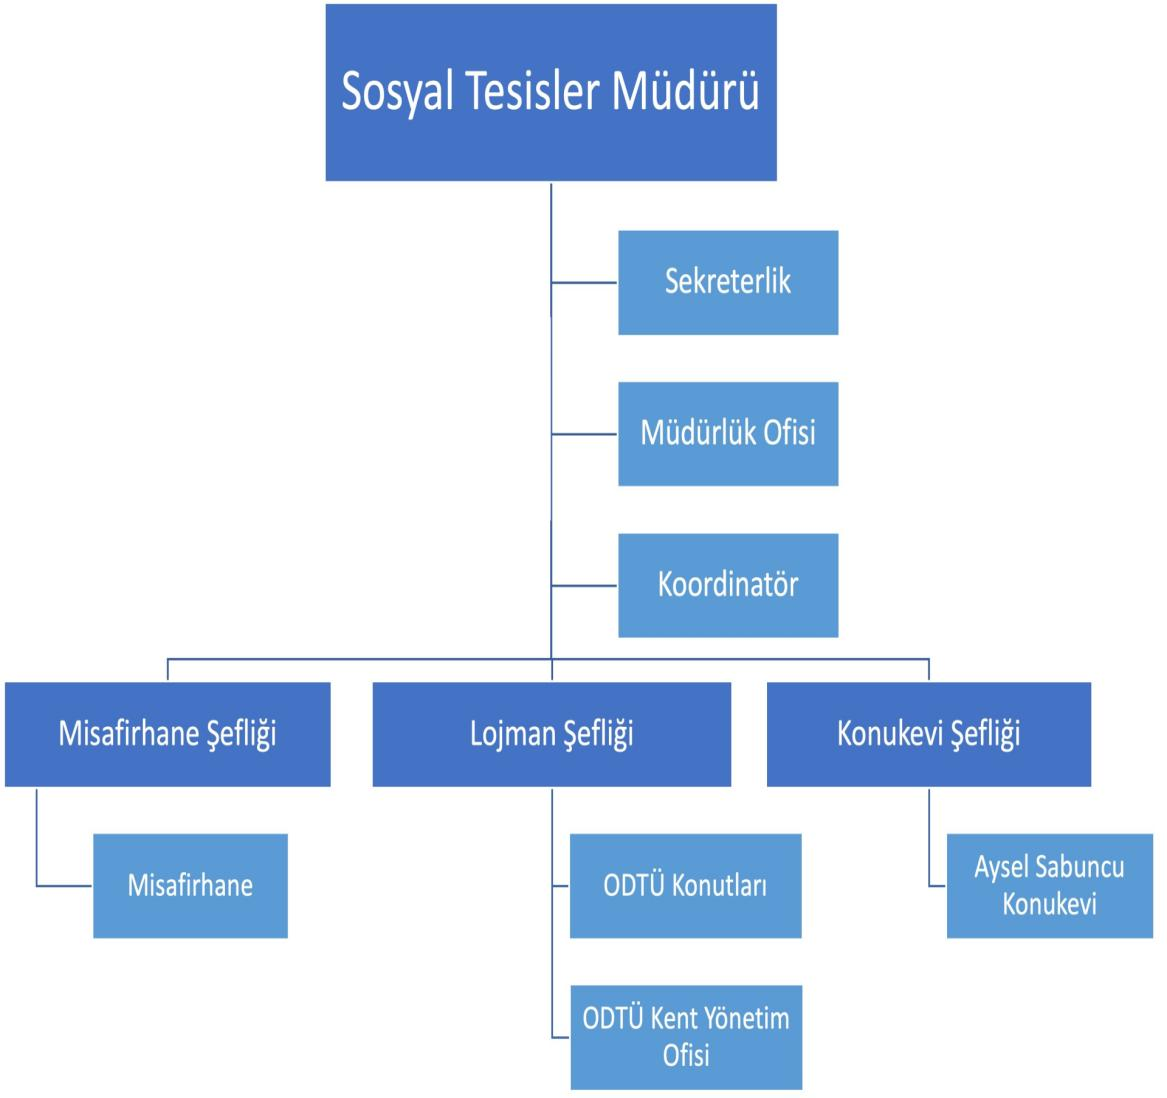 Sosyal Tesisler Müdürü
Sekreterlik
Müdürlük Ofisi
Koordinatör
Misafirhane Şefliği
Lojman Şefliği
Konukevi Şefliği
Misafirhane
ODTÜ Konutları
Aysel Sabuncu
Konukevi
ODTÜ Kent Yönetim
Ofisi